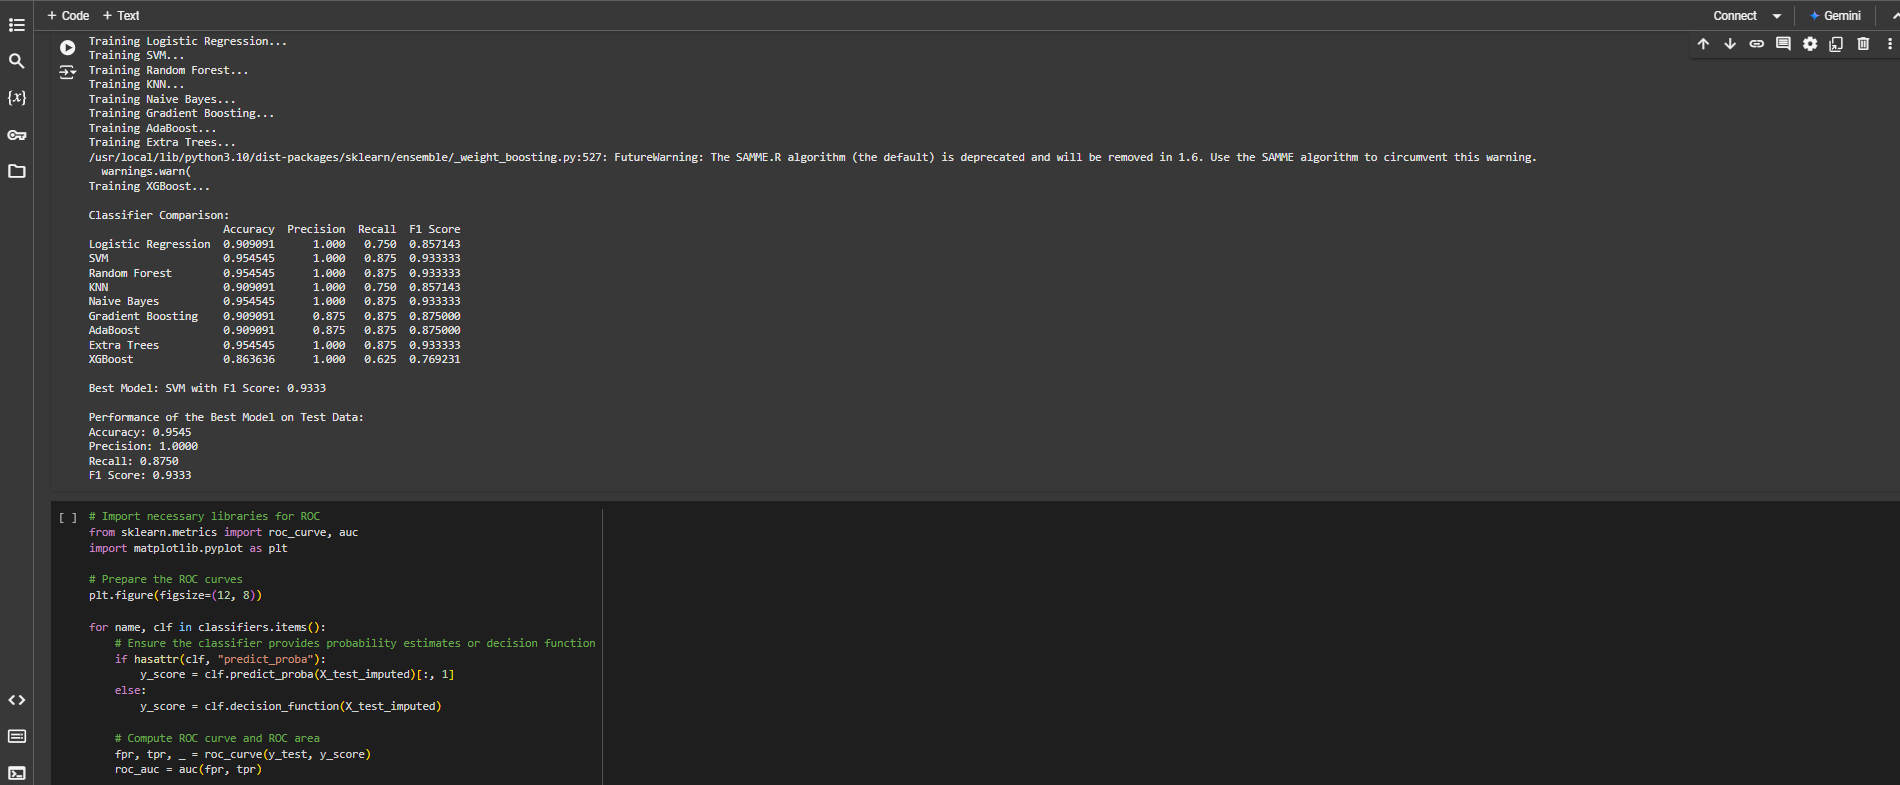 + Code + Text
Connect
Gemini
Training Logistic Regression...
Training SVM...
Training Random Forest...
Training KNN...
Training Naive Bayes...
Training Gradient Boosting...
Training AdaBoost...
Training Extra Trees...
/usr/local/lib/python3.10/dist-packages/sklearn/ensemble/_weight_boosting.py:527: FutureWarning: The SAMME.R algorithm (the default) is deprecated and will be removed in 1.6. Use the SAMME algorithm to circumvent this warning.
  warnings.warn(
Training XGBoost...
Classifier Comparison:
                     Accuracy  Precision  Recall  F1 Score
Logistic Regression  0.909091      1.000   0.750  0.857143
SVM                  0.954545      1.000   0.875  0.933333
Random Forest        0.954545      1.000   0.875  0.933333
KNN                  0.909091      1.000   0.750  0.857143
Naive Bayes          0.954545      1.000   0.875  0.933333
Gradient Boosting    0.909091      0.875   0.875  0.875000
AdaBoost             0.909091      0.875   0.875  0.875000
Extra Trees          0.954545      1.000   0.875  0.933333
XGBoost              0.863636      1.000   0.625  0.769231
Best Model: SVM with F1 Score: 0.9333
Performance of the Best Model on Test Data:
Accuracy: 0.9545
Precision: 1.0000
Recall: 0.8750
F1 Score: 0.9333
[ ] # Import necessary libraries for ROC
from sklearn.metrics import roc_curve, auc
import matplotlib.pyplot as plt
# Prepare the ROC curves
plt.figure(figsize=(12, 8))
for name, clf in classifiers.items():
    # Ensure the classifier provides probability estimates or decision function
    if hasattr(clf, "predict_proba"):
        y_score = clf.predict_proba(X_test_imputed)[:, 1]
    else:
        y_score = clf.decision_function(X_test_imputed)
    # Compute ROC curve and ROC area
    fpr, tpr, _ = roc_curve(y_test, y_score)
    roc_auc = auc(fpr, tpr)